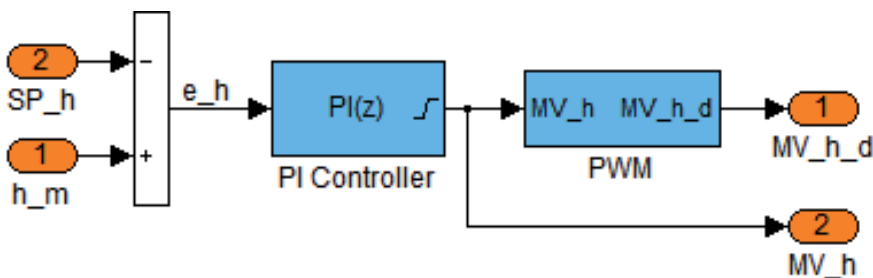 2
SP_h
1
h_m
−
+
e_h
PI(z)
PI Controller
MV_h MV_h_d
PWM
1
MV_h_d
2
MV_h